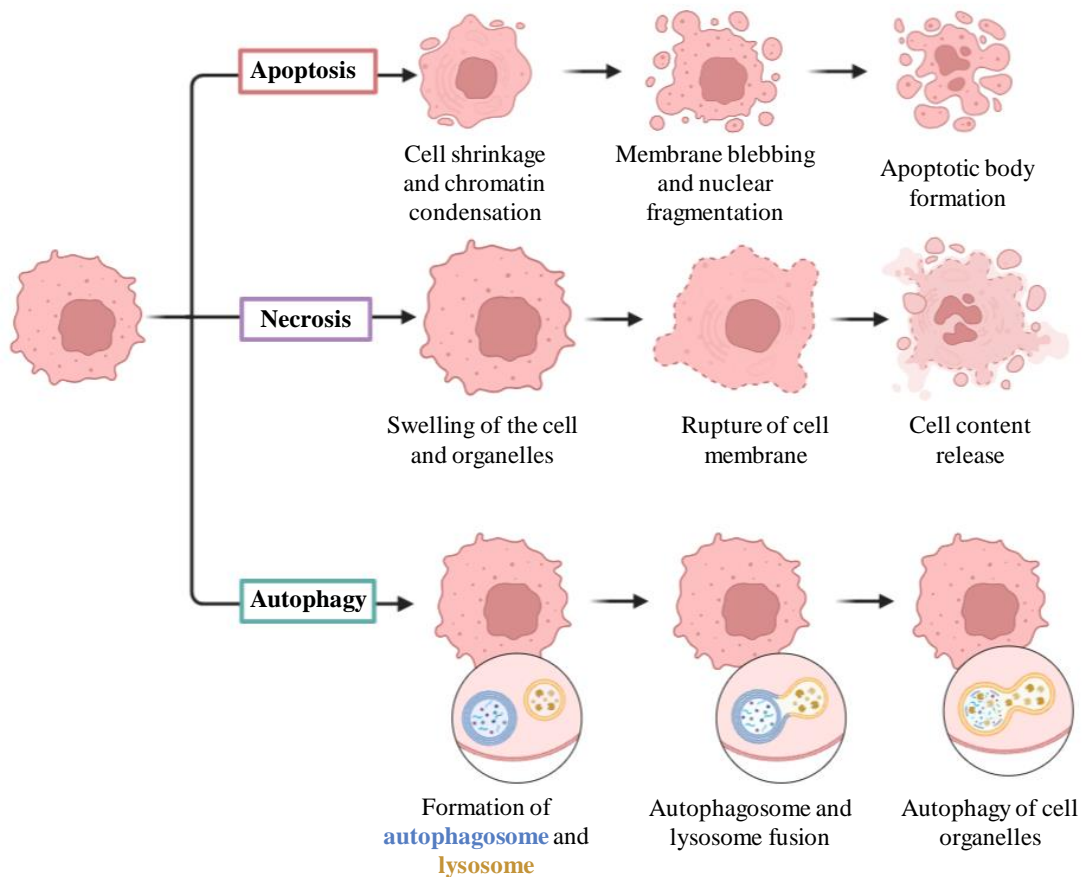 Apoptosis
Cell shrinkage
and chromatin
condensation
Membrane blebbing
and nuclear
fragmentation
Apoptotic body
formation
Necrosis
Swelling of the cell
and organelles
Rupture of cell
membrane
Cell content
release
Autophagy
Formation of
autophagosome and
lysosome
Autophagosome and
lysosome fusion
Autophagy of cell
organelles